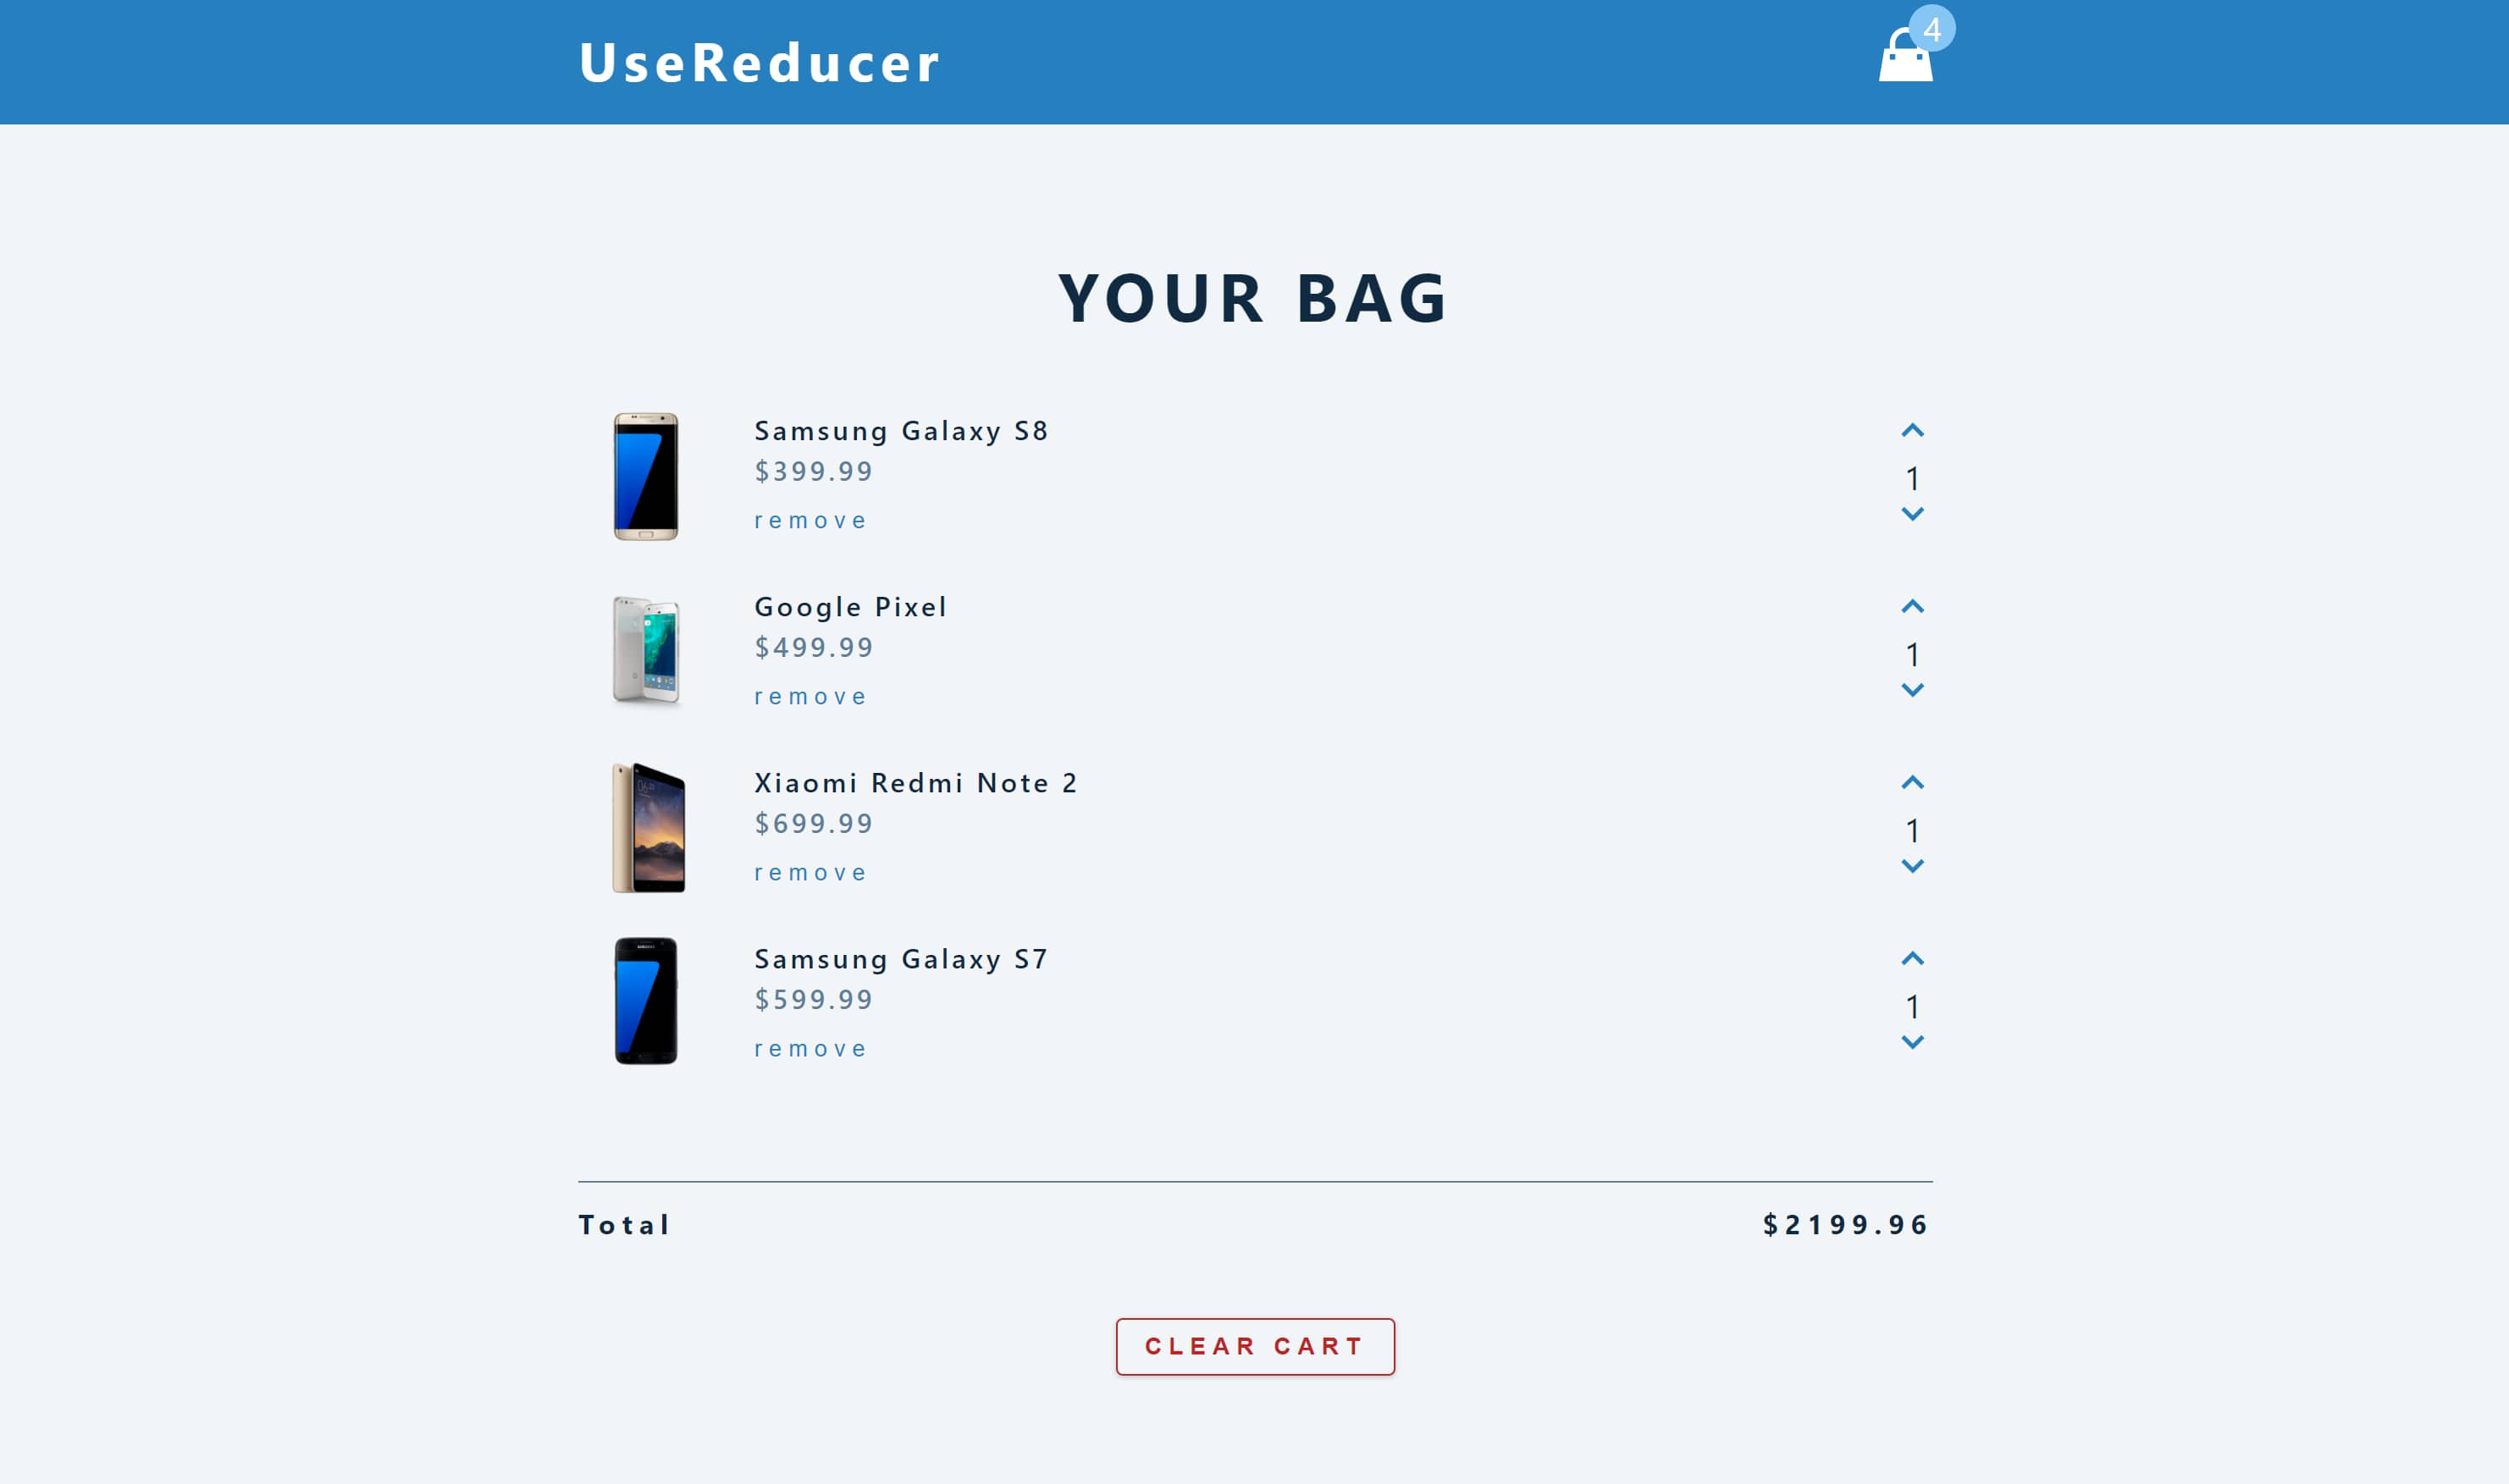 UseReducer
4
YOUR BAG
Samsung Galaxy S8
$399.99
remove
1
Google Pixel
$499.99
remove
1
Xiaomi Redmi Note 2
$699.99
remove
1
Samsung Galaxy S7
$599.99
remove
1
Total
$2199.96
CLEAR CART